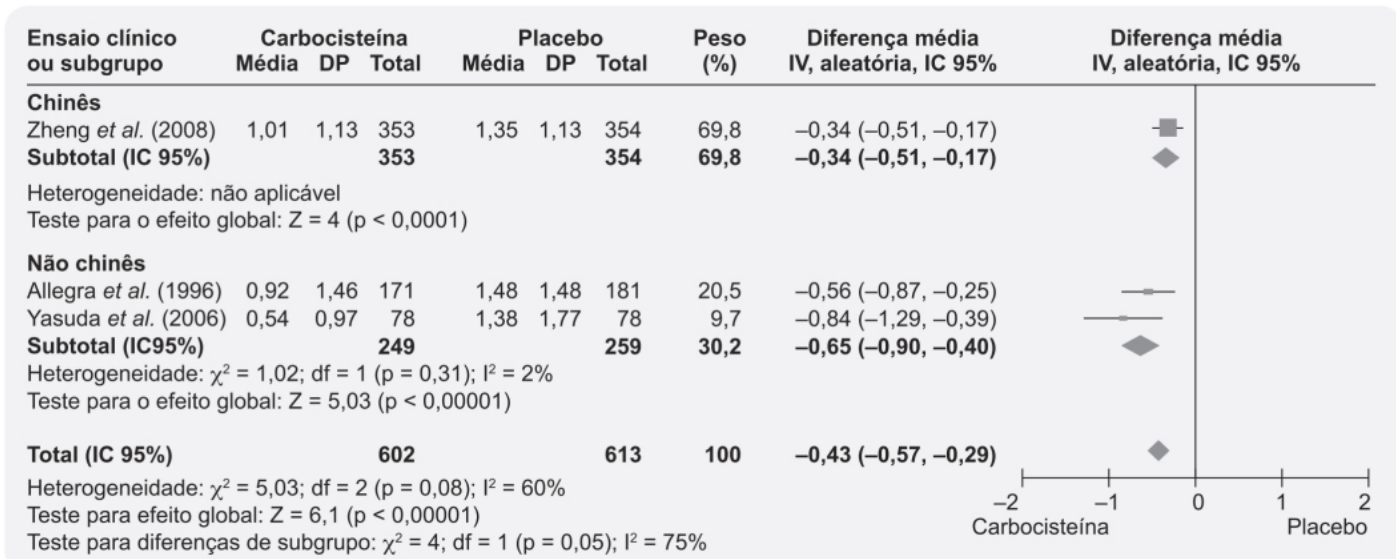 Ensaio clínico Carbocisteína Placebo Peso Diferença média Diferença média
ou subgrupo Média DP Total Média DP Total (%) IV, aleatória, IC 95% IV, aleatória, IC 95%
Chinês
Zheng et al. (2008) 1,01 1,13 353 1,35 1,13 354 69,8 –0,34 (–0,51, –0,17)
Subtotal (IC 95%) 353 354 69,8 –0,34 (–0,51, –0,17)
Heterogeneidade: não aplicável
Teste para o efeito global: Z = 4 (p < 0,0001)
Não chinês
Allegra et al. (1996) 0,92 1,46 171 1,48 1,48 181 20,5 –0,56 (–0,87, –0,25)
Yasuda et al. (2006) 0,54 0,97 78 1,38 1,77 78 9,7 –0,84 (–1,29, –0,39)
Subtotal (IC95%) 249 259 30,2 –0,65 (–0,90, –0,40)
Heterogeneidade: χ² = 1,02; df = 1 (p = 0,31); I² = 2%
Teste para o efeito global: Z = 5,03 (p < 0,00001)
Total (IC 95%) 602 613 100 –0,43 (–0,57, –0,29)
Heterogeneidade: χ² = 5,03; df = 2 (p = 0,08); I² = 60%
Teste para efeito global: Z = 6,1 (p < 0,00001)
Teste para diferenças de subgrupo: χ² = 4; df = 1 (p = 0,05); I² = 75%
–2 –1 0 1 2
Carbocisteína Placebo